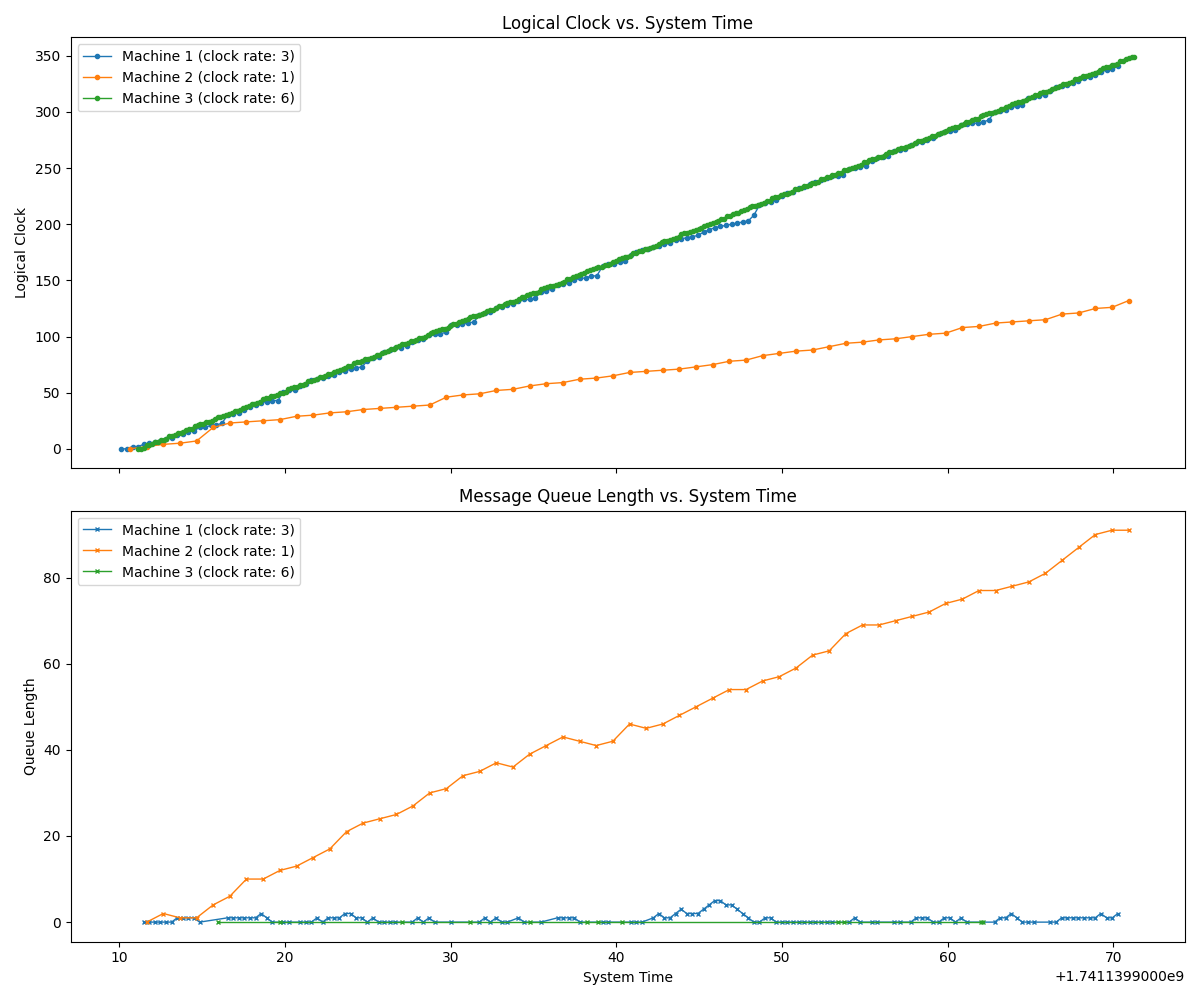 Logical Clock vs. System Time
Machine 1 (clock rate: 3)
Machine 2 (clock rate: 1)
Machine 3 (clock rate: 6)
350
300
250
200
150
100
50
0
Logical Clock
Message Queue Length vs. System Time
Machine 1 (clock rate: 3)
Machine 2 (clock rate: 1)
Machine 3 (clock rate: 6)
80
60
40
20
0
Queue Length
10 20 30 40 50 60 70
System Time
+1.7411399000e9